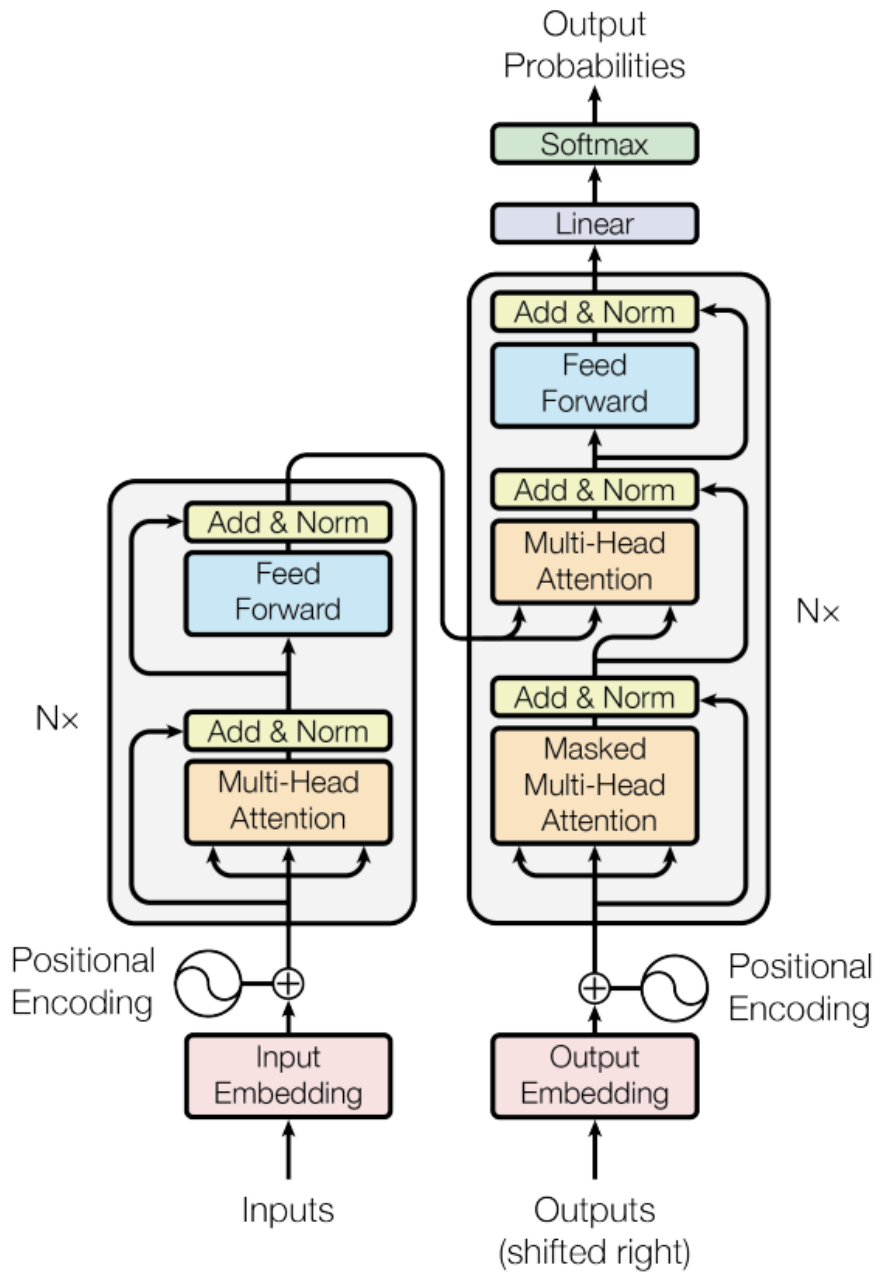 Output
Probabilities
Softmax
Linear
Add & Norm
Feed
Forward
Add & Norm
Multi-Head
Attention
Add & Norm
Masked
Multi-Head
Attention
Nx
Add & Norm
Feed
Forward
Add & Norm
Multi-Head
Attention
N×
Positional
Encoding
Positional
Encoding
Input
Embedding
Output
Embedding
Inputs
Outputs
(shifted right)